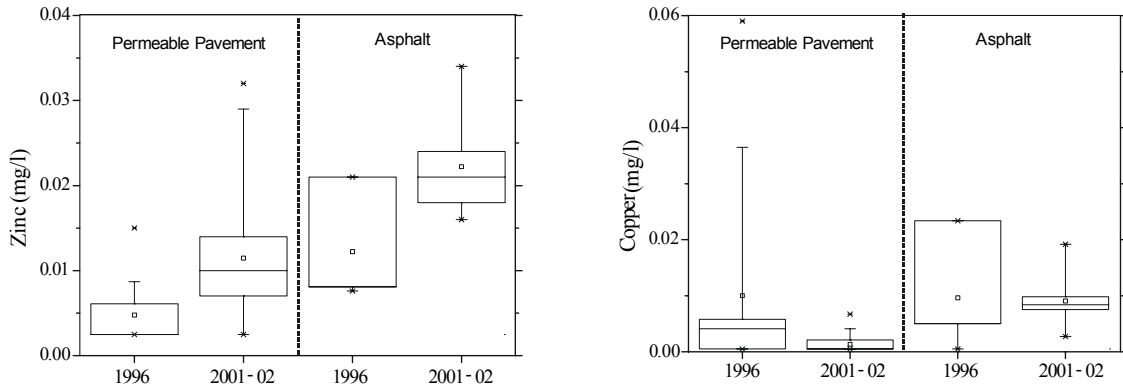 0.04
Permeable Pavement
Asphalt
0.03
0.02
0.01
0.00
Zinc (mg/l)
1996
2001-02
1996
2001-02
0.06
Permeable Pavement
Asphalt
0.04
0.02
0.00
Copper(mg/l)
1996
2001-02
1996
2001-02